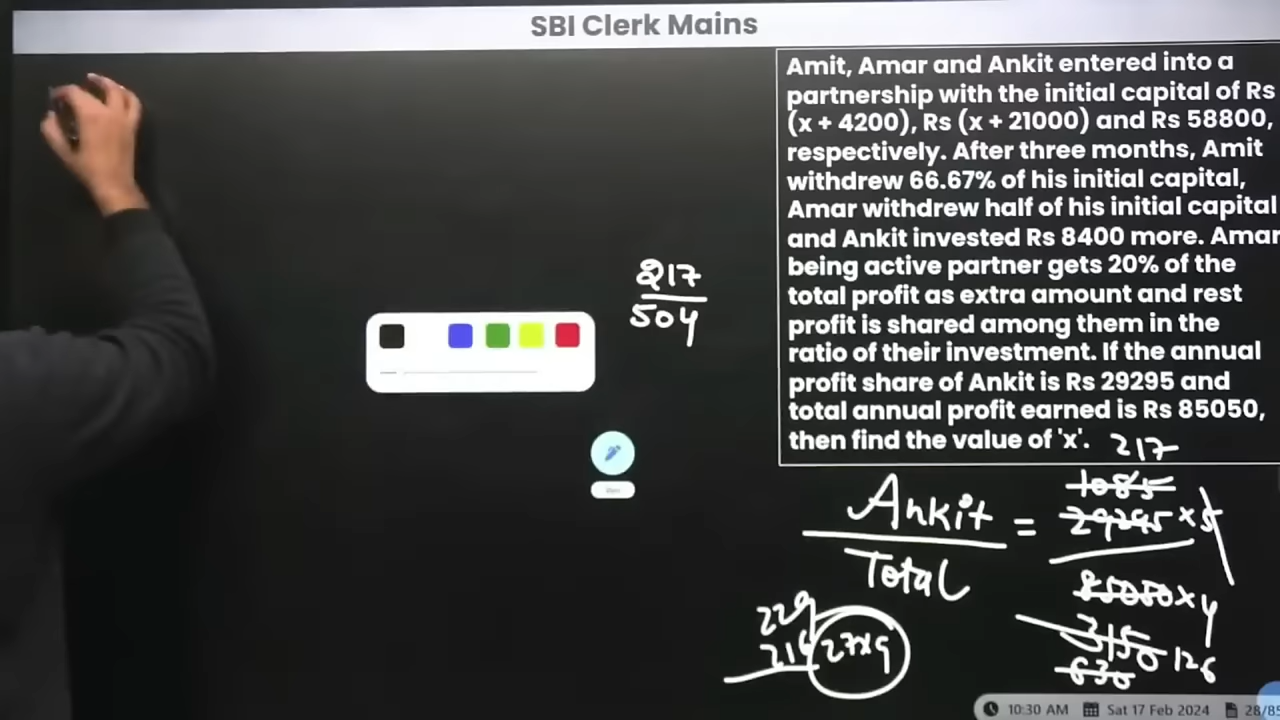 SBI Clerk Mains
Amit, Amar and Ankit entered into a
partnership with the initial capital of Rs
(x + 4200), Rs (x + 21000) and Rs 58800,
respectively. After three months, Amit
withdrew 66.67% of his initial capital,
Amar withdrew half of his initial capital
and Ankit invested Rs 8400 more. Amar
being active partner gets 20% of the
total profit as extra amount and rest
profit is shared among them in the
ratio of their investment. If the annual
profit share of Ankit is Rs 29295 and
total annual profit earned is Rs 85050,
then find the value of 'x'.
217
504
217
1085
Ankit = 29295 x 5
Total 85050 x 4
3150 126
630
229
216 27x9
10:30 AM Sat 17 Feb 2024 28/85